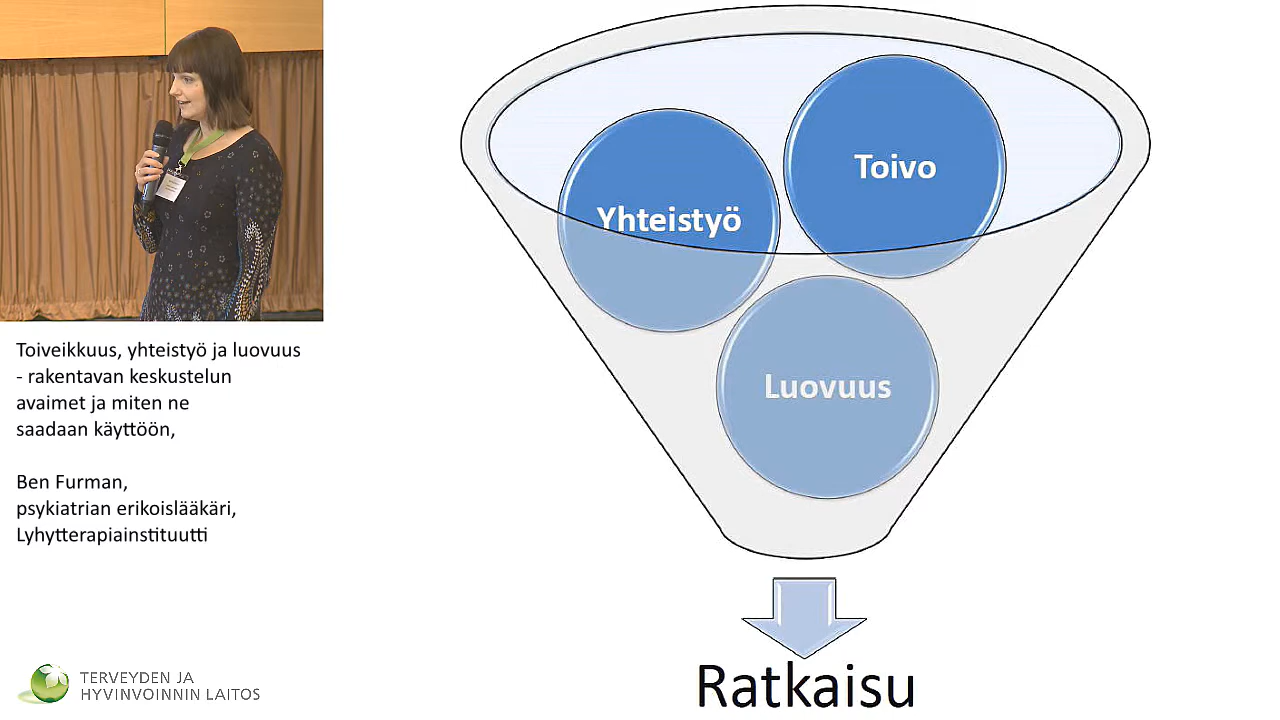 Toiveikkuus, yhteistyö ja luovuus
- rakentavan keskustelun
avaimet ja miten ne
saadaan käyttöön,
Ben Furman,
psykiatrian erikoislääkäri,
Lyhytterapiainstituutti
TERVEYDEN JA
HYVINVOINNIN LAITOS
Toivo
Yhteistyö
Luovuus
Ratkaisu